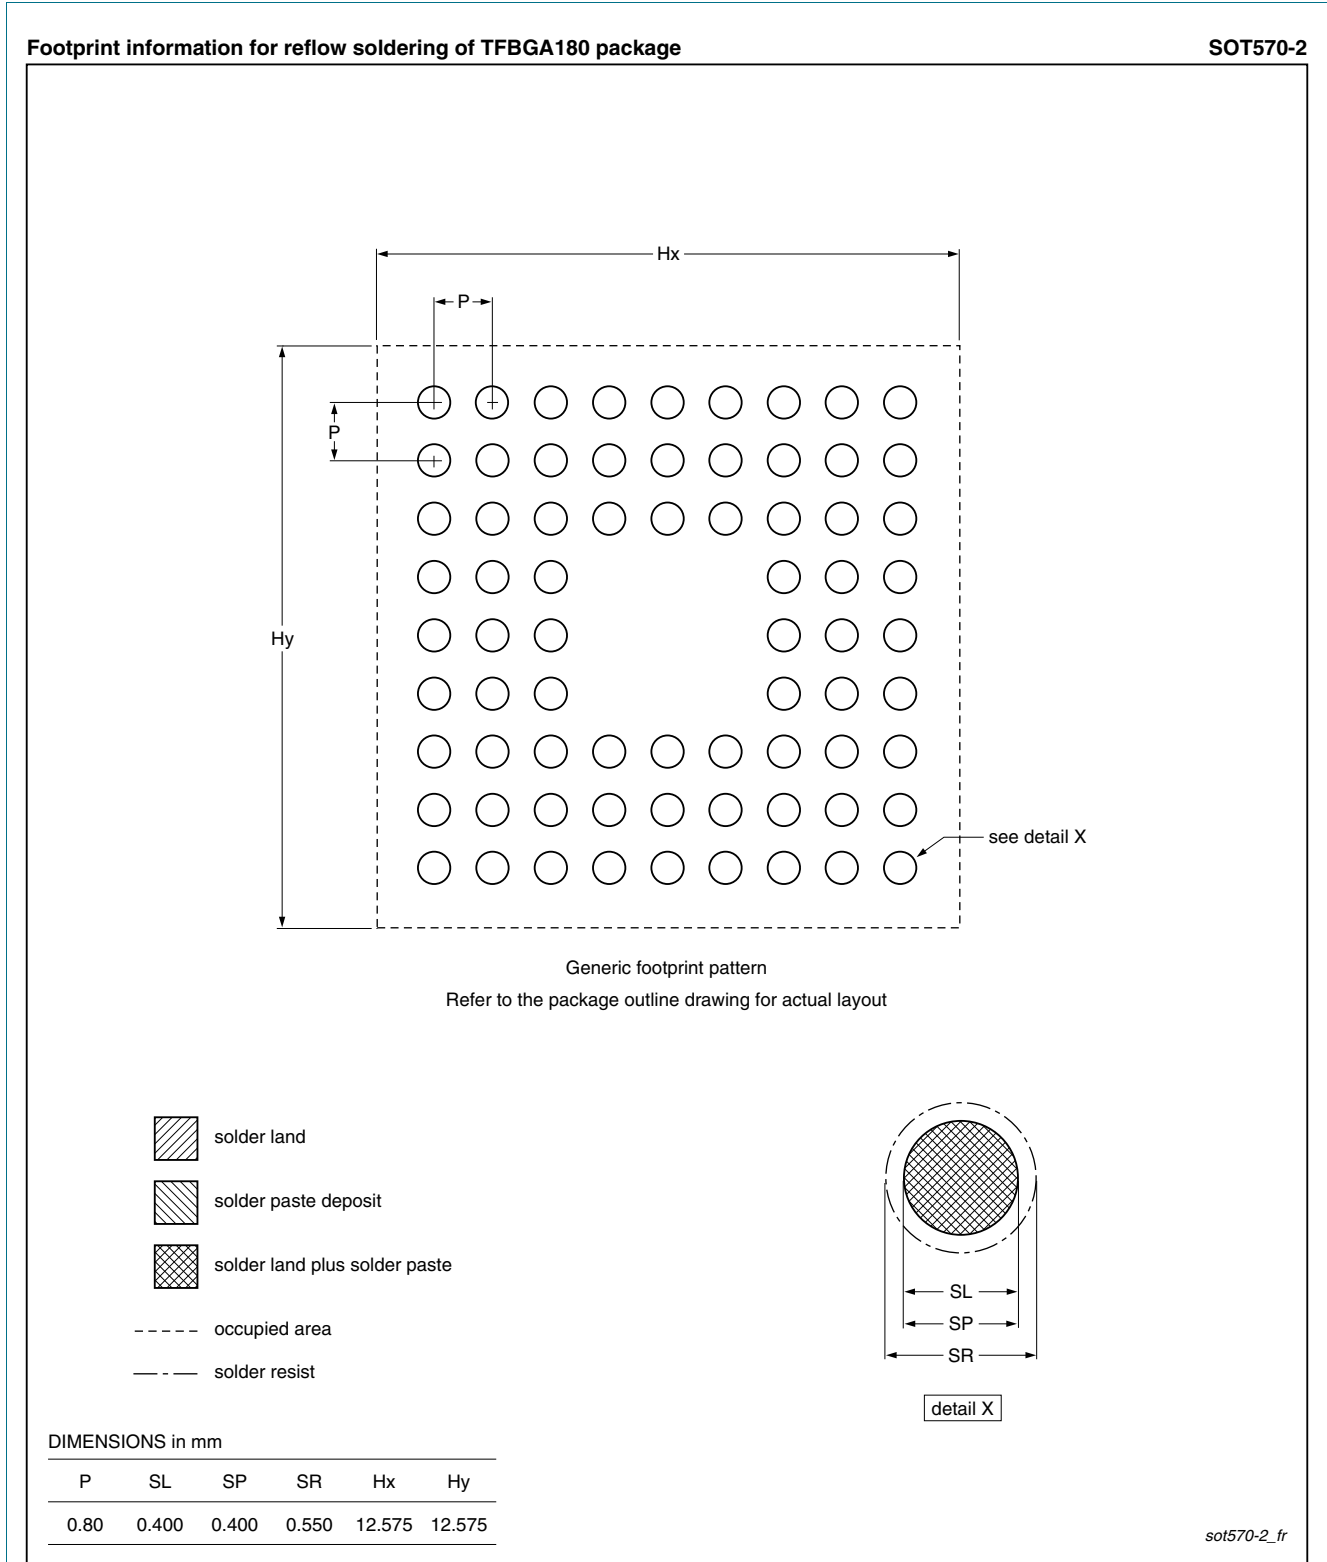 Footprint information for reflow soldering of TFBGA180 package SOT570-2
Hx
P
P
Hy
see detail X
Generic footprint pattern
Refer to the package outline drawing for actual layout
solder land
solder paste deposit
solder land plus solder paste
occupied area
solder resist
SL
SP
SR
detail X
DIMENSIONS in mm
P SL SP SR Hx Hy
0.80 0.400 0.400 0.550 12.575 12.575
sot570-2_fr